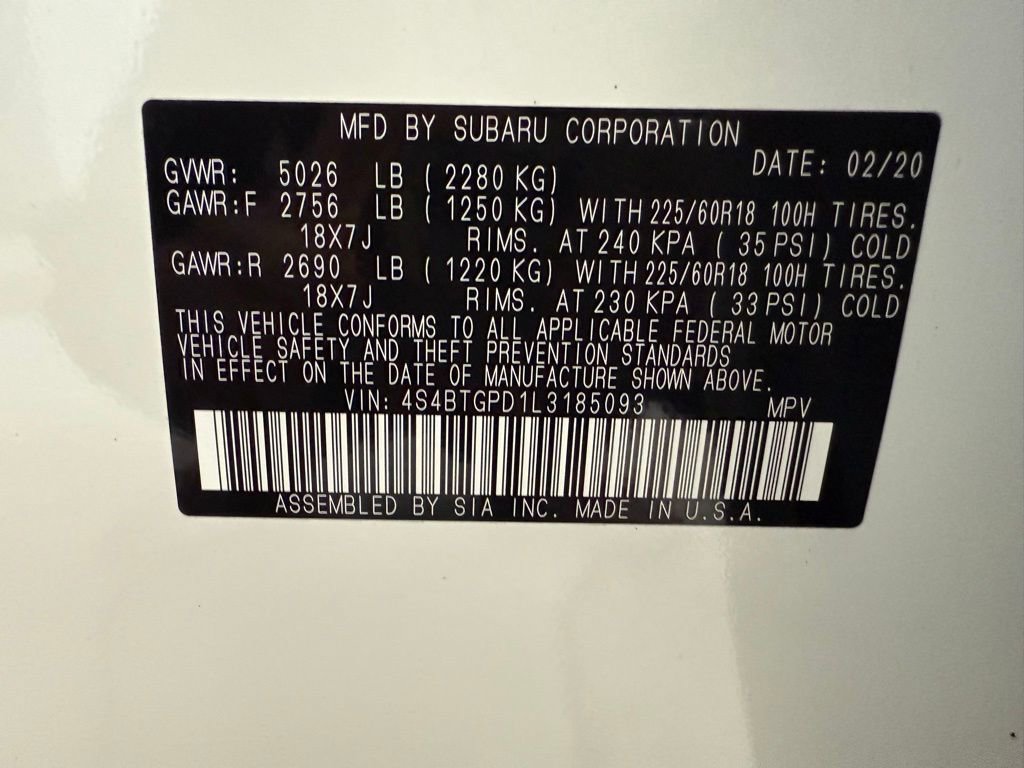 MFD BY SUBARU CORPORATION
DATE: 02/20
GVWR: 5026 LB ( 2280 KG)
GAWR:F 2756 LB ( 1250 KG) WITH 225/60R18 100H TIRES.
18X7J RIMS. AT 240 KPA ( 35 PSI) COLD
GAWR:R 2690 LB ( 1220 KG) WITH 225/60R18 100H TIRES.
18X7J RIMS. AT 230 KPA ( 33 PSI) COLD
THIS VEHICLE CONFORMS TO ALL APPLICABLE FEDERAL MOTOR
VEHICLE SAFETY AND THEFT PREVENTION STANDARDS
IN EFFECT ON THE DATE OF MANUFACTURE SHOWN ABOVE.
VIN: 4S4BTGPD1L3185093 MPV
ASSEMBLED BY SIA INC. MADE IN U.S.A.